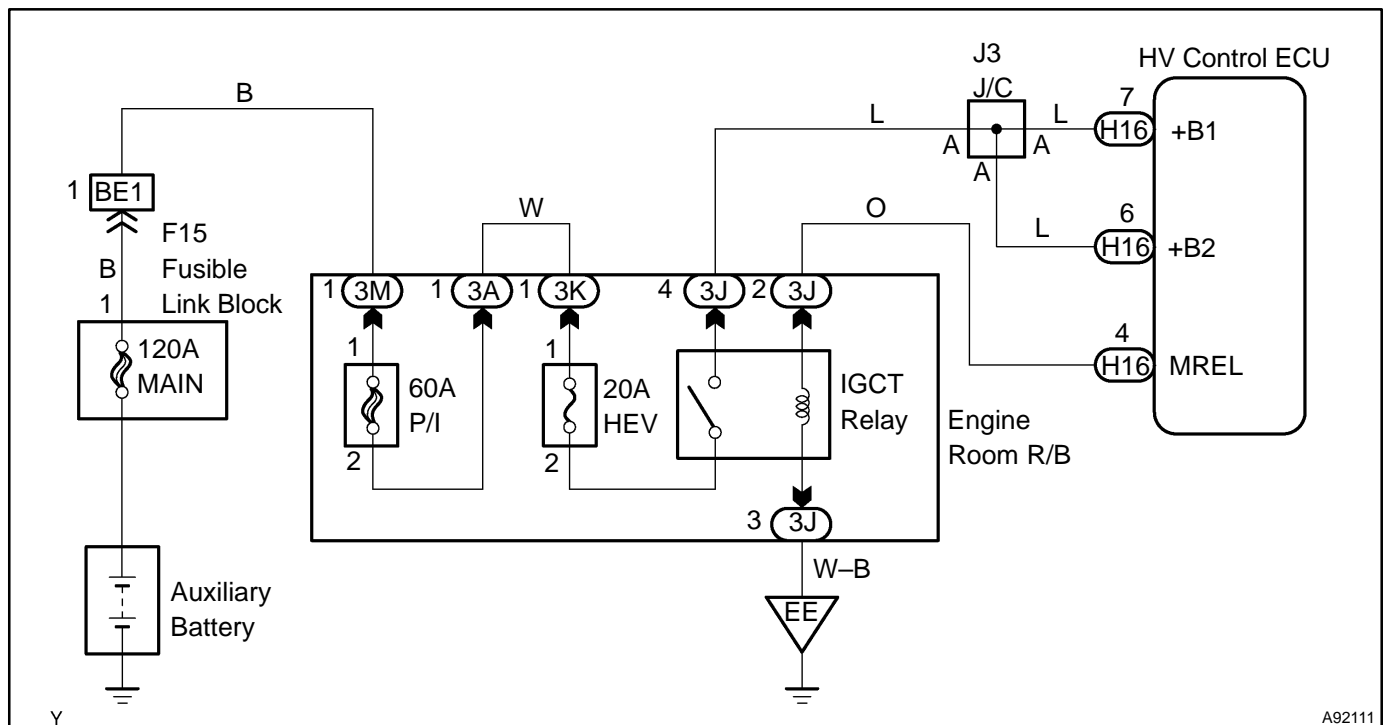 J3
J/C
HV Control ECU
B
L
L
7
H16
+B1
A
A
A
1
BE1
W
O
6
L
H16
+B2
F15
Fusible
Link Block
B
1
1
3M
1
3A
1
3K
4
3J
2
3J
120A
MAIN
1
60A
P/I
2
1
20A
HEV
2
IGCT
Relay
4
H16
MREL
Engine
Room R/B
3
3J
W–B
EE
Auxiliary
Battery
Y
A92111